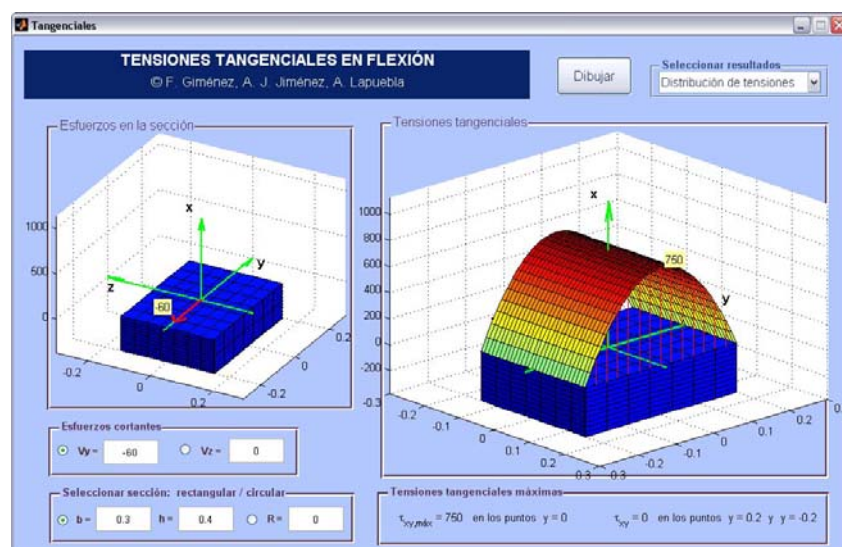 Tangenciales
TENSIONES TANGENCIALES EN FLEXIÓN
© F. Giménez, A. J. Jiménez, A. Lapuebla
Dibujar
Seleccionar resultados
Distribución de tensiones
Esfuerzos en la sección
1000
500
0
x
y
z
-60
-0.2
0
0.2
-0.2
0
0.2
Tensiones tangenciales
1000
800
600
400
200
0
-200
x
750
y
-0.3
-0.2
-0.1
0
0.1
0.2
0.3
-0.3
-0.2
-0.1
0
0.1
0.2
Esfuerzos cortantes
Vy = -60 Vz = 0
Seleccionar sección: rectangular / circular
b = 0.3 h = 0.4 R = 0
Tensiones tangenciales máximas
τxy,máx = 750 en los puntos y = 0 τxy = 0 en los puntos y = 0.2 y y = -0.2